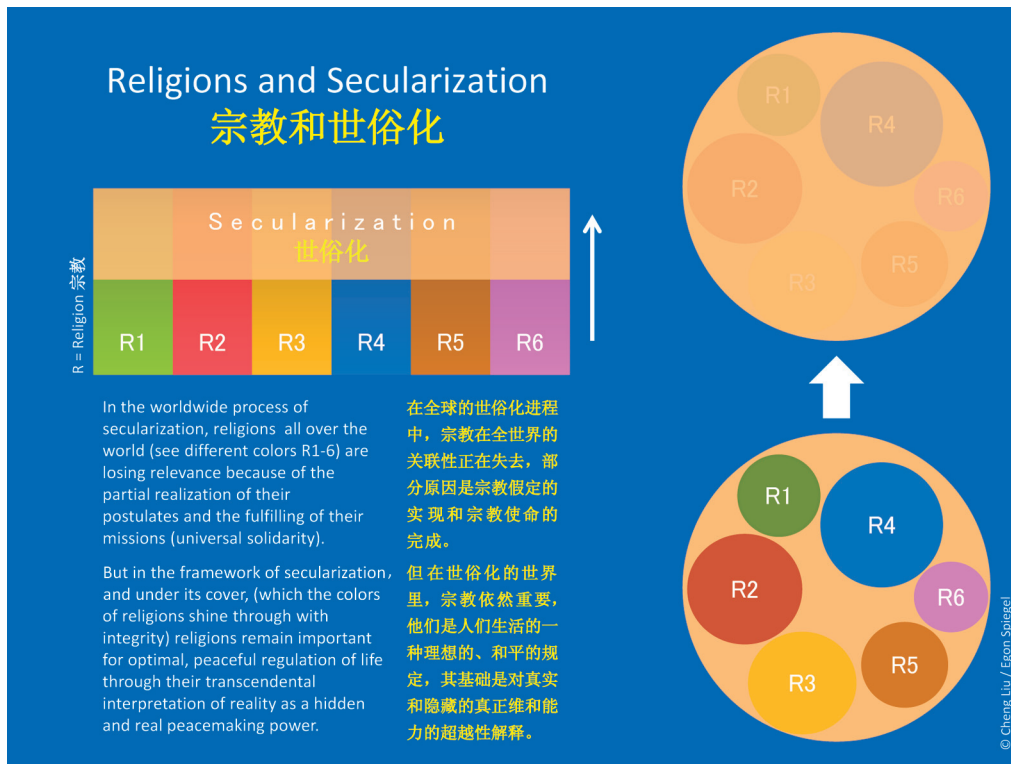 Religions and Secularization
宗教和世俗化
Secularization
世俗化
R = Religion 宗教
R1 R2 R3 R4 R5 R6
In the worldwide process of
secularization, religions all over the
world (see different colors R1-6) are
losing relevance because of the
partial realization of their
postulates and the fulfilling of their
missions (universal solidarity).
But in the framework of secularization,
and under its cover, (which the colors
of religions shine through with
integrity) religions remain important
for optimal, peaceful regulation of life
through their transcendental
interpretation of reality as a hidden
and real peacemaking power.
在全球的世俗化进程
中，宗教在全世界的
关联性正在失去，部
分原因是宗教假定的
实现和宗教使命的
完成。
但在世俗化的世界
里，宗教依然重要，
他们是人们生活的一
种理想的、和平的规
定，其基础是对真实
和隐藏的真正维和能
力的超越性解释。
R1
R4
R2
R6
R5
R3
R1
R4
R2
R6
R5
R3
© Cheng Liu / Egon Spiegel